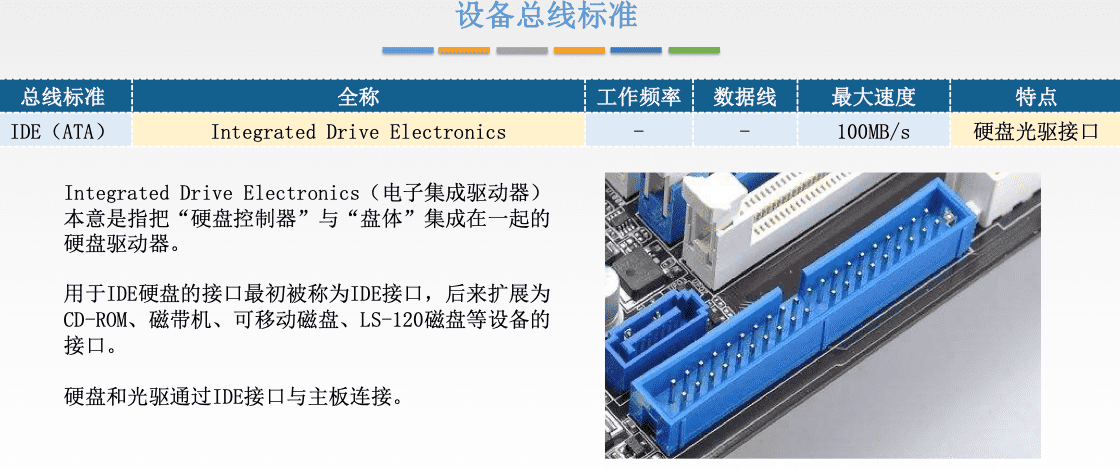 设备总线标准
总线标准 全称 工作频率 数据线 最大速度 特点
IDE（ATA） Integrated Drive Electronics - - 100MB/s 硬盘光驱接口
Integrated Drive Electronics（电子集成驱动器）
本意是指把“硬盘控制器”与“盘体”集成在一起的
硬盘驱动器。
用于IDE硬盘的接口最初被称为IDE接口，后来扩展为
CD-ROM、磁带机、可移动磁盘、LS-120磁盘等设备的
接口。
硬盘和光驱通过IDE接口与主板连接。